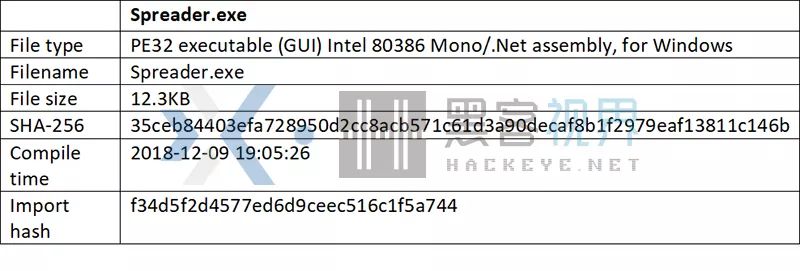 Spreader.exe
File type PE32 executable (GUI) Intel 80386 Mono/.Net assembly, for Windows
Filename Spreader.exe
File size 12.3KB
SHA-256 35ceb84403efa728950d2cc8acb571c61d3a90decaf8b1f2979eaf13811c146b
Compile time 2018-12-09 19:05:26
Import hash f34d5f2d4577ed6d9ceec516c1f5a744
黑客视界
HACKEYE.NET